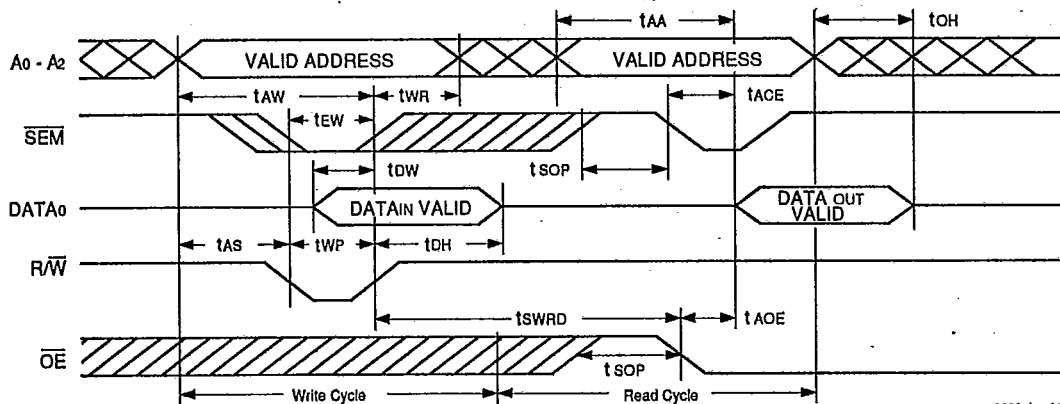 tAA
tOH
A0 - A2
VALID ADDRESS
VALID ADDRESS
tAW
tWR
tACE
SEM
tEW
tSOP
tDW
DATA0
DATAIN VALID
DATA OUT
VALID
tAS
tWP
tDH
R/W
tSWRD
tAOE
OE
tSOP
Write Cycle
Read Cycle